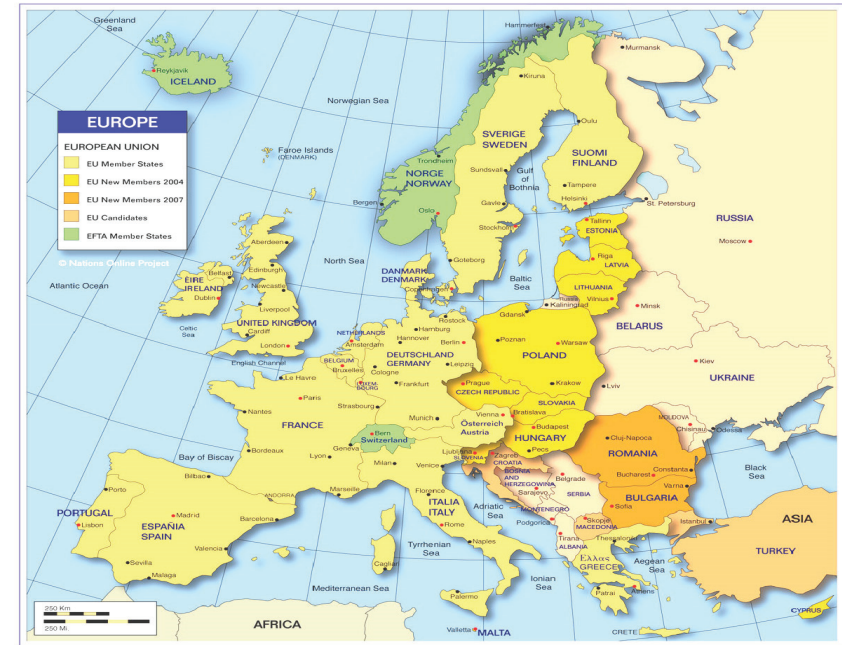 Greenland
Sea
Hammerfest
Murmansk
Reykjavik
ICELAND
Kiruna
Norwegian Sea
EUROPE
EUROPEAN UNION
EU Member States
EU New Members 2004
EU New Members 2007
EU Candidates
EFTA Member States
© Nations Online Project
Faroe Islands
(DENMARK)
SVERIGE
SWEDEN
Oulu
SUOMI
FINLAND
Trondheim
Sundsvall
Gulf
of
Bothnia
NORGE
NORWAY
Tampere
Bergen
Oslo
Gavle
Helsinki
St. Petersburg
Stockholm
Tallinn
ESTONIA
RUSSIA
Moscow
Aberdeen
North Sea
Goteborg
Riga
LATVIA
Baltic
Sea
Belfast
Edinburgh
DANMARK
DENMARK
Copenhagen
LITHUANIA
Vilnius
Atlantic Ocean
ÉIRE
IRELAND
Newcastle
Dublin
Russia
Kaliningrad
Minsk
Gdansk
BELARUS
Liverpool
Celtic
Sea
UNITED KINGDOM
Cardiff
London
NETHERLANDS
Amsterdam
Rostock
Hamburg
Hannover
Berlin
Poznan
Warsaw
POLAND
English Channel
BELGIUM
Bruxelles
DEUTSCHLAND
GERMANY
Leipzig
Cologne
Kiev
Le Havre
LUXEM-
BOURG
Frankfurt
Prague
CZECH REPUBLIC
Krakow
Lviv
UKRAINE
Paris
Strasbourg
SLOVAKIA
Nantes
FRANCE
Munich
Vienna
Bratislava
Österreich
Austria
Budapest
HUNGARY
MOLDOVA
Chisinau
Odessa
Bern
Switzerland
Geneva
Cluj-Napoca
Bay of Biscay
Bordeaux
Lyon
Milan
Venice
Ljubljana
SLOVENIA
Zagreb
CROATIA
Pecs
ROMANIA
Bilbao
BOSNIA
AND
HERZEGOWINA
Sarajevo
Belgrade
SERBIA
Bucharest
Constanta
Black
Sea
Porto
ANDORRA
Marseille
Florence
Adriatic
Sea
MONTENEGRO
Podgorica
Varna
BULGARIA
Sofia
PORTUGAL
Lisbon
Madrid
ESPAÑIA
SPAIN
Barcelona
ITALIA
ITALY
Rome
Skopje
MACEDONIA
Istanbul
ASIA
Tirana
ALBANIA
Thessaloniki
Valencia
Naples
Tyrrhenian
Sea
TURKEY
Sevilla
Malaga
Cagliari
Ελλας
GREECE
Aegean
Sea
Mediterranean Sea
Ionian
Sea
Palermo
Patrai
Athens
250 Km
250 Mi
AFRICA
Valletta
MALTA
CRETE
CYPRUS